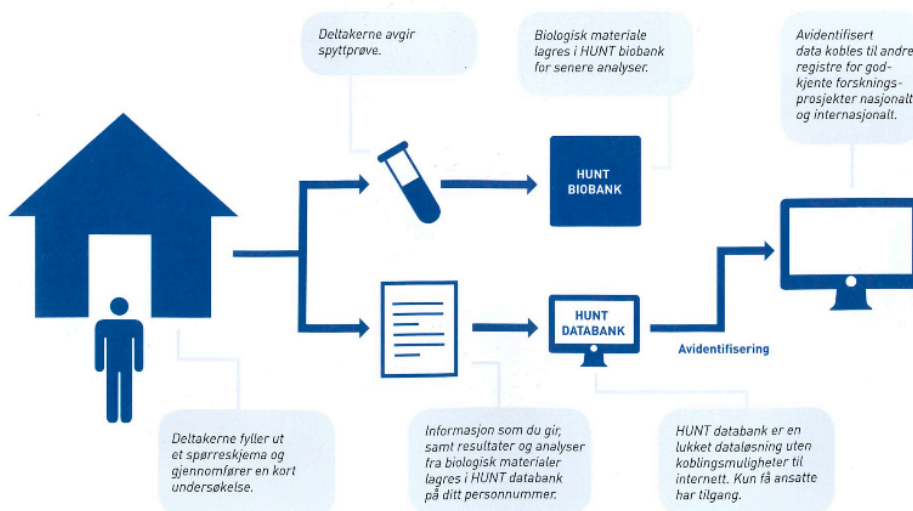 Deltakerne avgir
spyttprøve.
Biologisk materiale
lagres i HUNT biobank
for senere analyser.
Avidentifisert
data kobles til andre
registre for god-
kjente forsknings-
prosjekter nasjonalt
og internasjonalt.
HUNT
BIOBANK
HUNT
DATABANK
Avidentifisering
Deltakerne fyller ut
et spørreskjema og
gjennomfører en kort
undersøkelse.
Informasjon som du gir,
samt resultater og analyser
fra biologisk materialer
lagres i HUNT databank
på ditt personnummer.
HUNT databank er en
lukket dataløsning uten
koblingsmuligheter til
internett. Kun få ansatte
har tilgang.